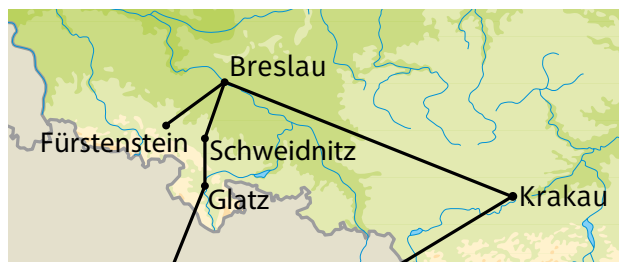 Breslau
Fürstenstein
Schweidnitz
Glatz
Krakau